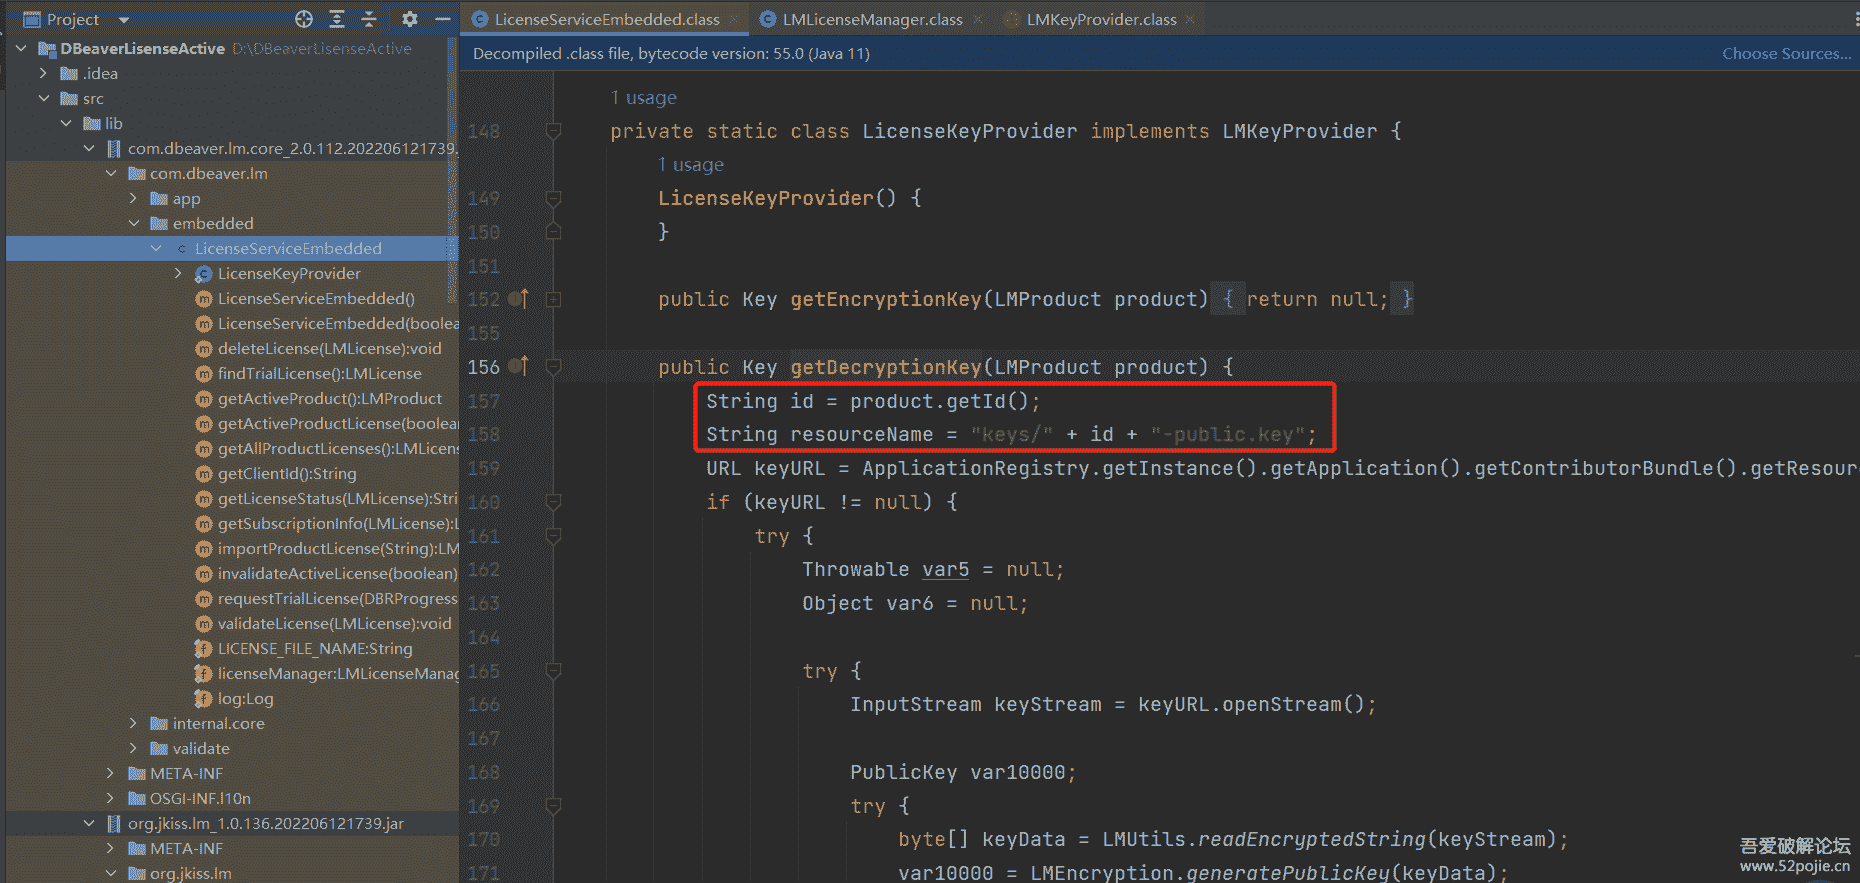 Project
DBeaverLisenseActive D:\DBeaverLisenseActive
.idea
src
lib
com.dbeaver.lm.core_2.0.112.202206121739.
com.dbeaver.lm
app
embedded
LicenseServiceEmbedded
LicenseKeyProvider
LicenseServiceEmbedded()
LicenseServiceEmbedded(boolea
deleteLicense(LMLicense):void
findTrialLicense():LMLicense
getActiveProduct():LMProduct
getActiveProductLicense(boolea
getAllProductLicenses():LMLicens
getClientId():String
getLicenseStatus(LMLicense):Stri
getSubscriptionInfo(LMLicense):L
importProductLicense(String):LM
invalidateActiveLicense(boolean)
requestTrialLicense(DBRProgress
validateLicense(LMLicense):void
LICENSE_FILE_NAME:String
licenseManager:LMLicenseManag
log:Log
internal.core
validate
META-INF
OSGI-INF.l10n
org.jkiss.lm_1.0.136.202206121739.jar
META-INF
org.jkiss.lm
LicenseServiceEmbedded.class LMLicenseManager.class LMKeyProvider.class
Decompiled .class file, bytecode version: 55.0 (Java 11) Choose Sources...
1 usage
148 private static class LicenseKeyProvider implements LMKeyProvider {
1 usage
149 LicenseKeyProvider() {
150 }
151
152 public Key getEncryptionKey(LMProduct product) { return null; }
155
156 public Key getDecryptionKey(LMProduct product) {
157 String id = product.getId();
158 String resourceName = "keys/" + id + "-public.key";
159 URL keyURL = ApplicationRegistry.getInstance().getApplication().getContributorBundle().getResour
160 if (keyURL != null) {
161 try {
162 Throwable var5 = null;
163 Object var6 = null;
164
165 try {
166 InputStream keyStream = keyURL.openStream();
167
168 PublicKey var10000;
169 try {
170 byte[] keyData = LMUtils.readEncryptedString(keyStream);
171 var10000 = LMEncryption.generatePublicKey(keyData);
吾爱破解论坛
www.52pojie.cn